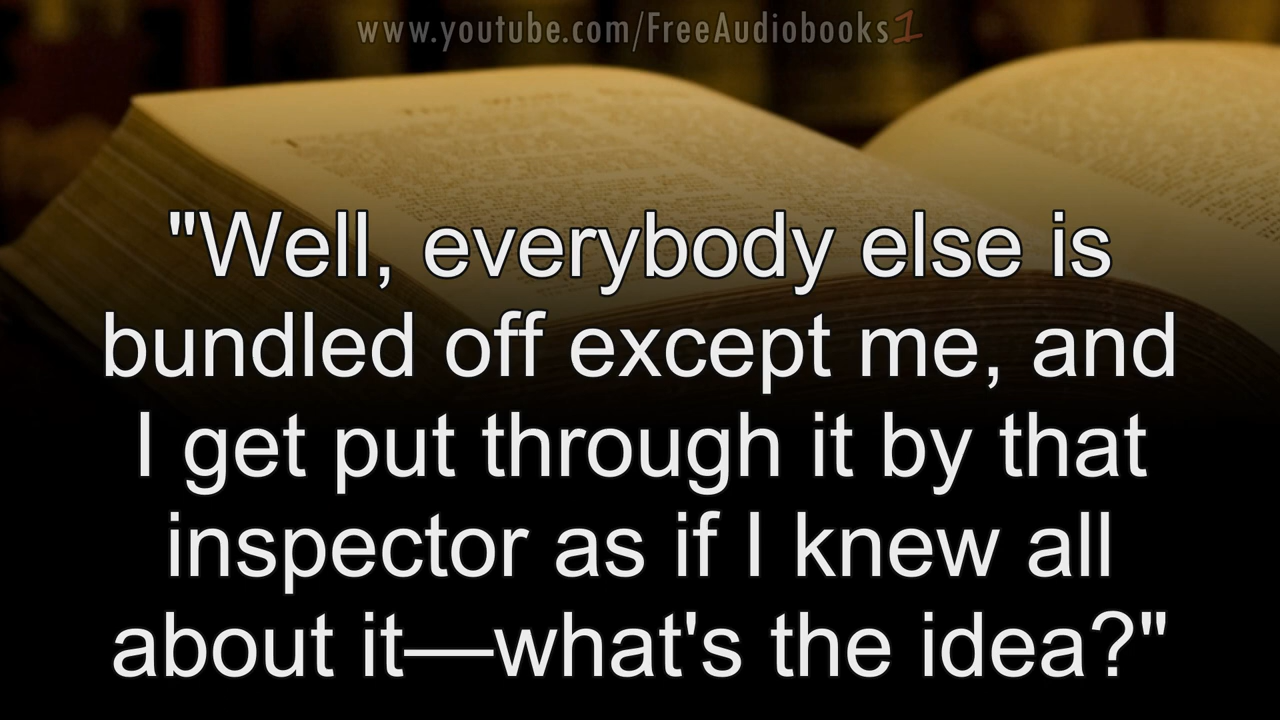 www.youtube.com/FreeAudiobooks1
"Well, everybody else is
bundled off except me, and
I get put through it by that
inspector as if I knew all
about it—what's the idea?"